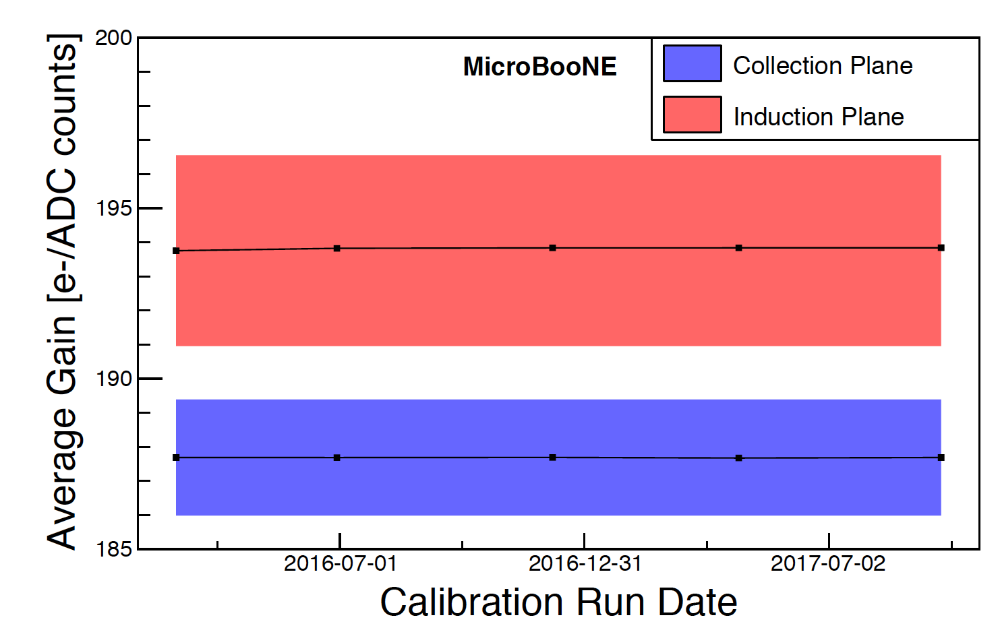 MicroBooNE
Collection Plane
Induction Plane
Average Gain [e-/ADC counts]
200
195
190
185
2016-07-01
2016-12-31
2017-07-02
Calibration Run Date